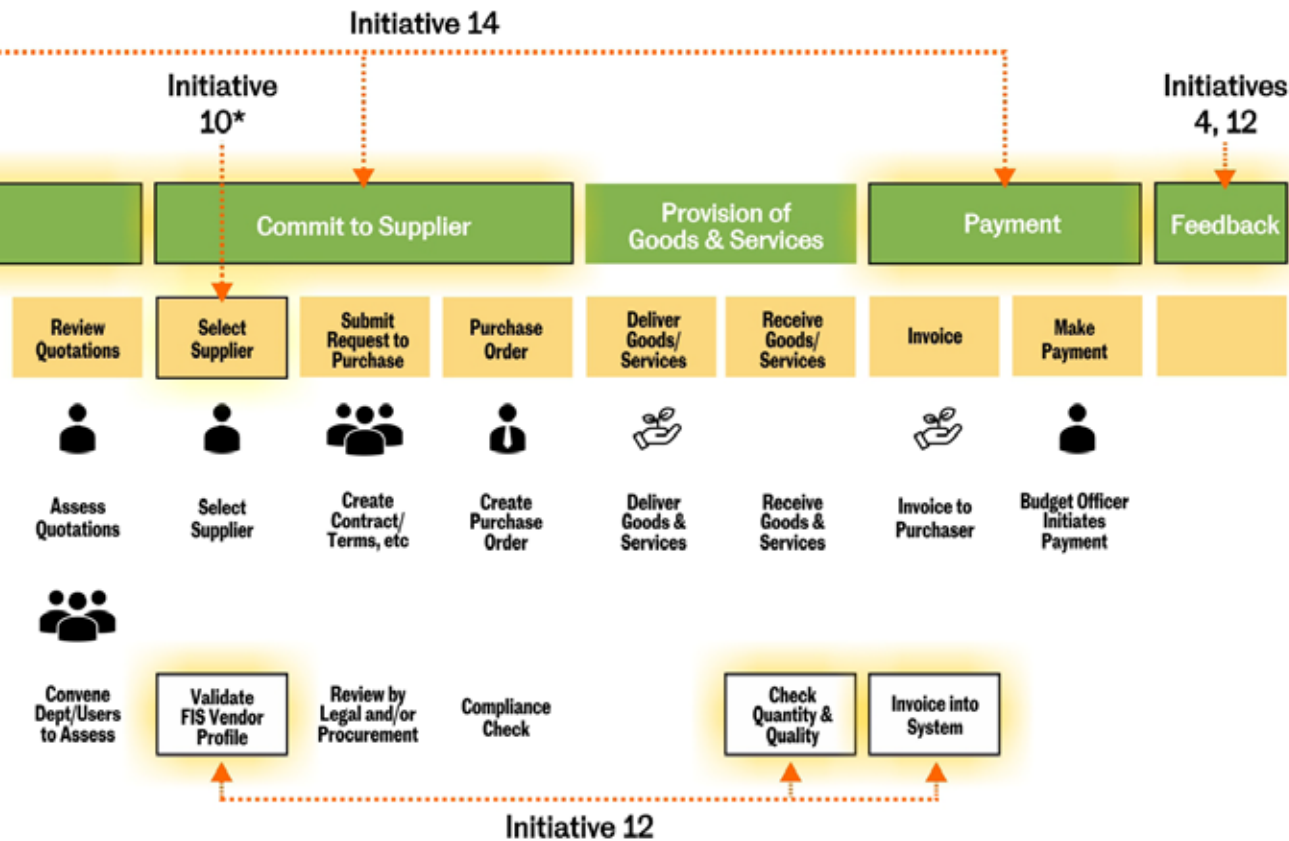 Initiative 14
Initiative
10*
Initiatives
4, 12
Commit to Supplier
Provision of
Goods & Services
Payment
Feedback
Review
Quotations
Select
Supplier
Submit
Request to
Purchase
Purchase
Order
Deliver
Goods/
Services
Receive
Goods/
Services
Invoice
Make
Payment
Assess
Quotations
Select
Supplier
Create
Contract/
Terms, etc
Create
Purchase
Order
Deliver
Goods &
Services
Receive
Goods &
Services
Invoice to
Purchaser
Budget Officer
Initiates
Payment
Convene
Dept/Users
to Assess
Validate
FIS Vendor
Profile
Review by
Legal and/or
Procurement
Compliance
Check
Check
Quantity &
Quality
Invoice into
System
Initiative 12